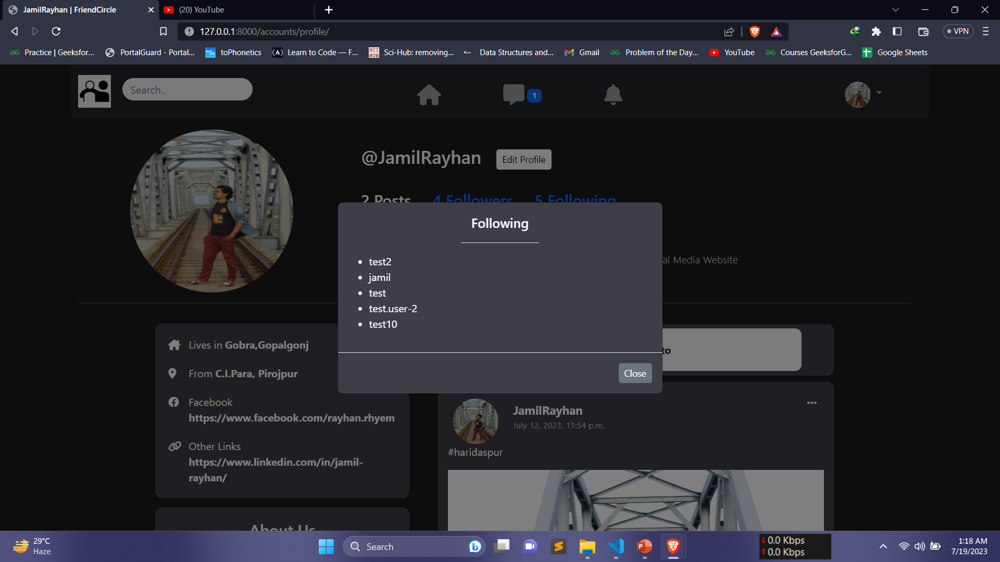 JamilRayhan | FriendCircle
(20) YouTube
127.0.0.1:8000/accounts/profile/
VPN
Practice | Geeksfor...
PortalGuard - Portal...
toPhonetics
Learn to Code — F...
SCI HUB
Sci-Hub: removing...
Data Structures and...
Gmail
Problem of the Day...
YouTube
Courses GeeksforG...
Google Sheets
Search..
1
@JamilRayhan
Edit Profile
2 Posts
4 Followers
5 Following
Following
al Media Website
• test2
• jamil
• test
• test.user-2
• test10
Close
to
Lives in Gobra,Gopalgonj
From C.I.Para, Pirojpur
Facebook
https://www.facebook.com/rayhan.rhyem
Other Links
https://www.linkedin.com/in/jamil-
rayhan/
JamilRayhan
July 12, 2023, 11:54 p.m.
#haridaspur
About Us
29°C
Haze
Search
0.0 Kbps
0.0 Kbps
1:18 AM
7/19/2023